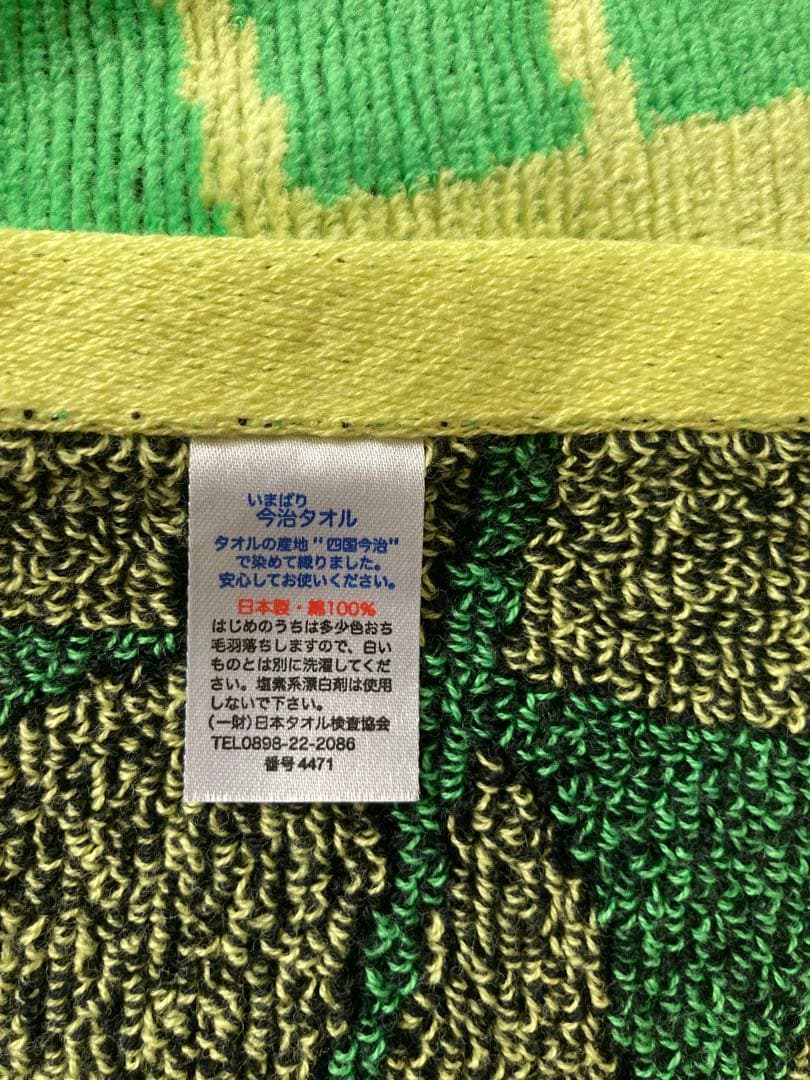 いまばり
今治タオル
タオルの産地"四国今治"
で染めて織りました。
安心してお使いください。
日本製・綿100%
はじめのうちは多少色おち
毛羽落ちしますので、白い
ものとは別に洗濯してくだ
さい。塩素系漂白剤は使用
しないで下さい。
(一財)日本タオル検査協会
TEL0898-22-2086
番号4471